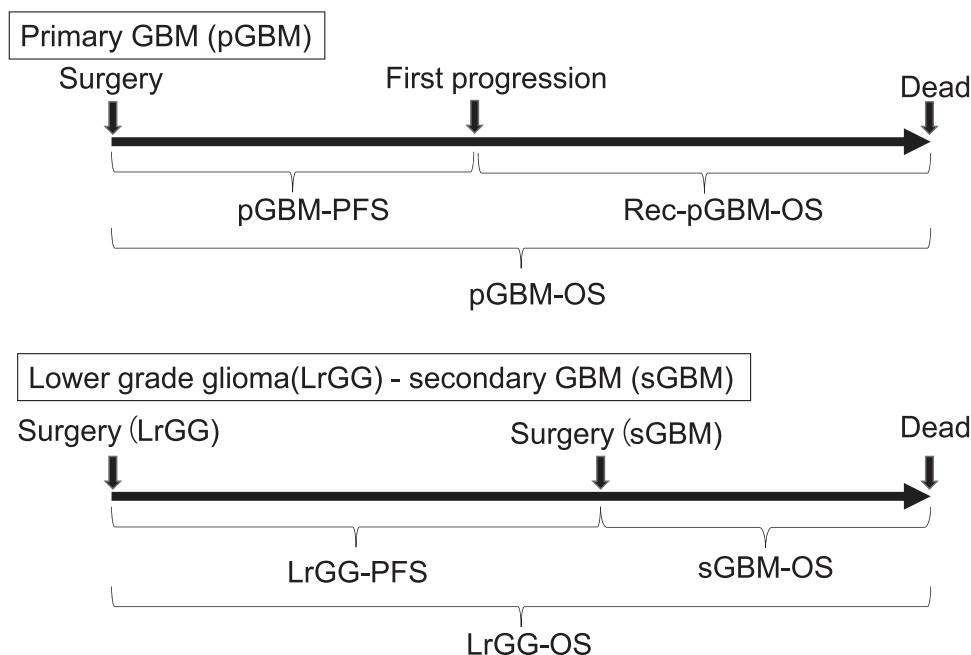 Primary GBM (pGBM)
Surgery
First progression
Dead
pGBM-PFS
Rec-pGBM-OS
pGBM-OS
Lower grade glioma(LrGG) - secondary GBM (sGBM)
Surgery (LrGG)
Surgery (sGBM)
Dead
LrGG-PFS
sGBM-OS
LrGG-OS